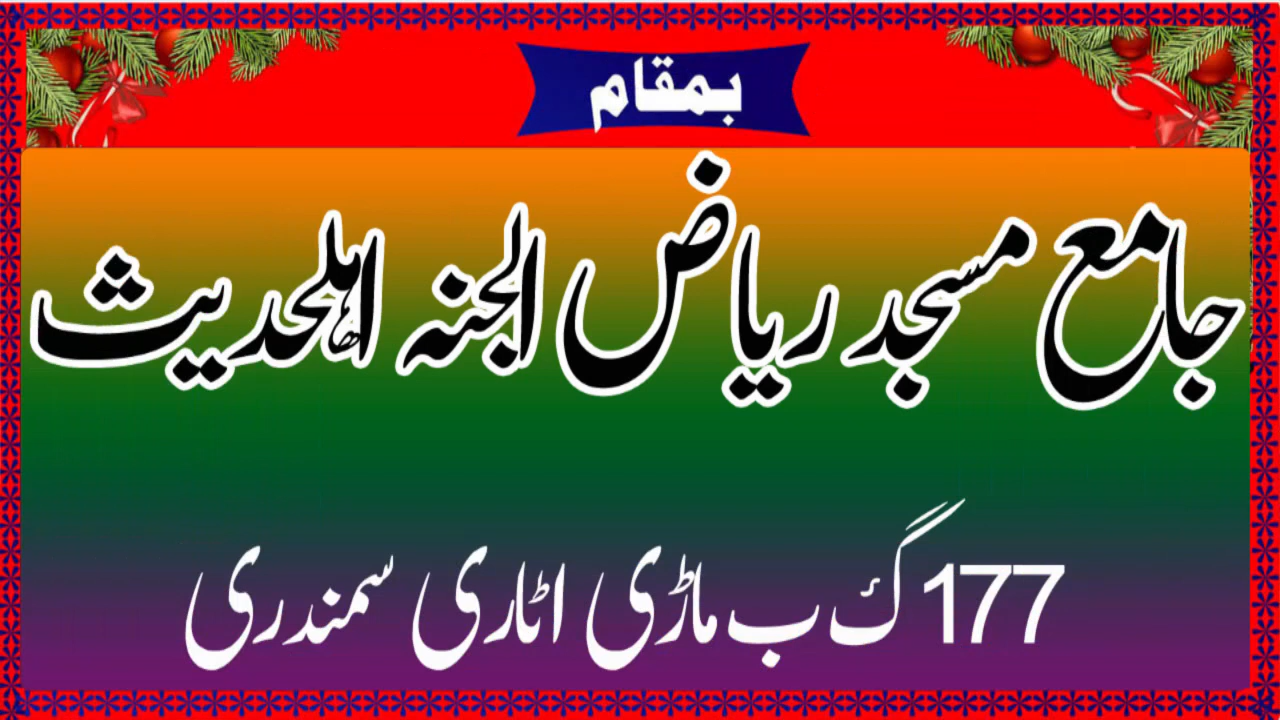 بمقام
جامع مسجد ریاض الجنہ اہلحدیث
177 گ ب ماڑی اٹاری سمندری